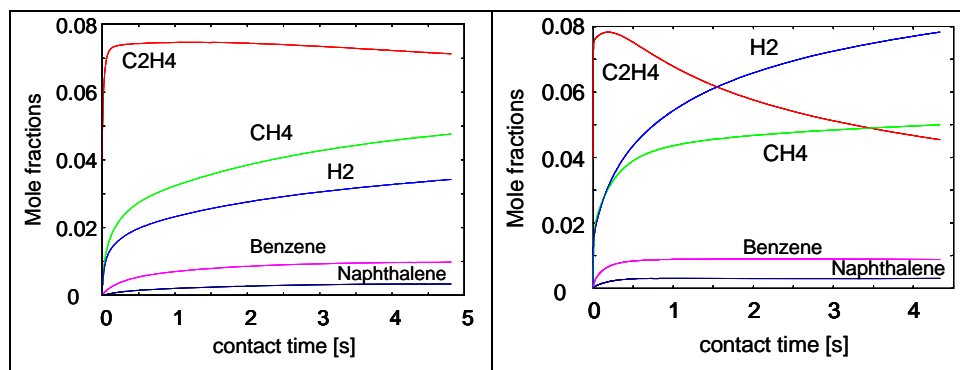 0.08
0.06
0.04
0.02
0
Mole fractions
C2H4
CH4
H2
Benzene
Naphthalene
0 1 2 3 4 5
contact time [s]
0.08
0.06
0.04
0.02
0
Mole fractions
H2
C2H4
CH4
Benzene
Naphthalene
0 1 2 3 4
contact time [s]